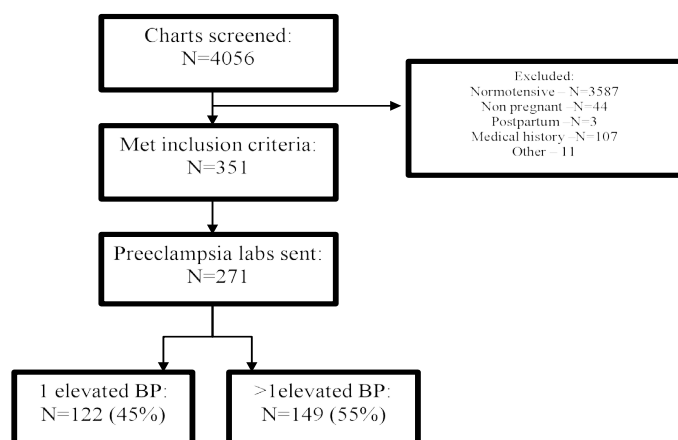 Charts screened:
N=4056
Excluded:
Normotensive – N=3587
Non pregnant –N=44
Postpartum –N=3
Medical history –N=107
Other – 11
Met inclusion criteria:
N=351
Preeclampsia labs sent:
N=271
1 elevated BP:
N=122 (45%)
>1elevated BP:
N=149 (55%)